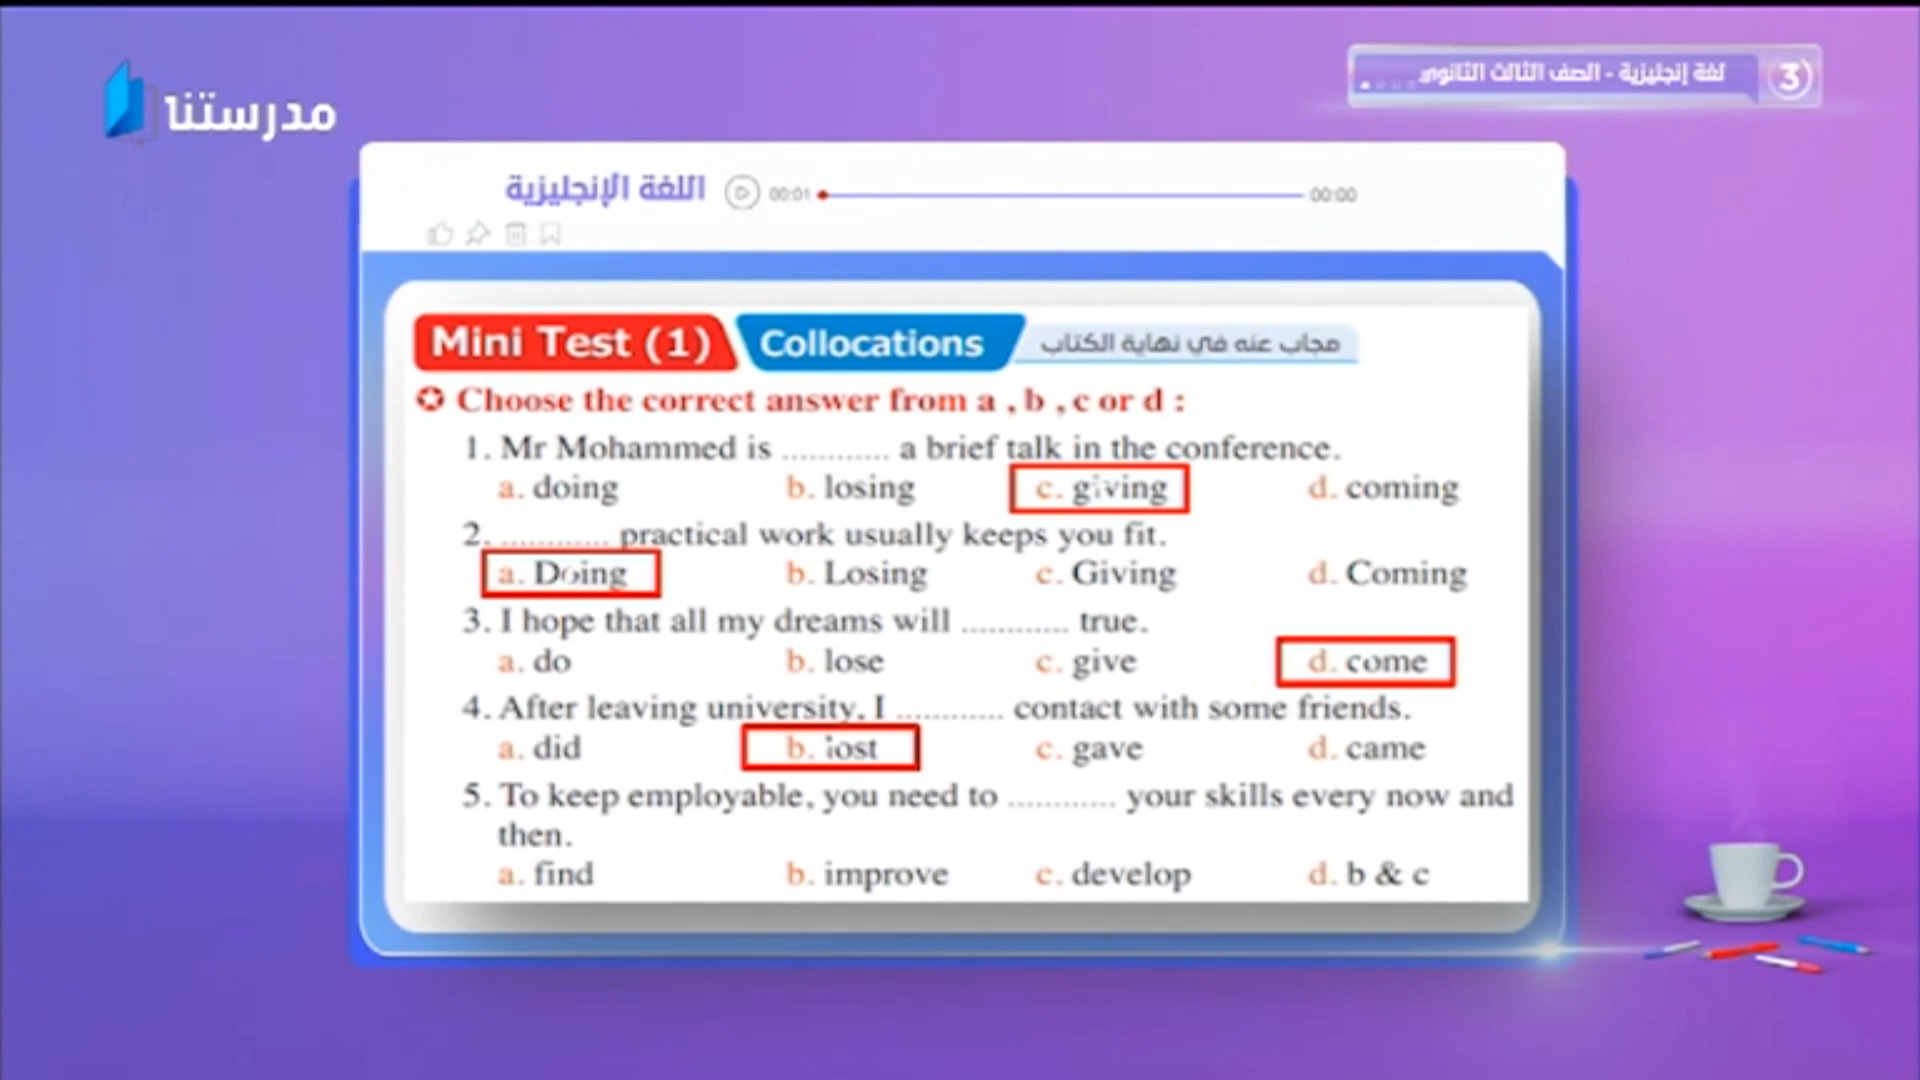 مدرستنا
لغة إنجليزية - الصف الثالث الثانوي 3
اللغة الإنجليزية 00:01 00:00
Mini Test (1) Collocations مجاب عنه في نهاية الكتاب
✪ Choose the correct answer from a , b , c or d :
1. Mr Mohammed is ............ a brief talk in the conference.
a. doing b. losing c. giving d. coming
2. ............ practical work usually keeps you fit.
a. Doing b. Losing c. Giving d. Coming
3. I hope that all my dreams will ............ true.
a. do b. lose c. give d. come
4. After leaving university, I ............ contact with some friends.
a. did b. lost c. gave d. came
5. To keep employable, you need to ............ your skills every now and
then.
a. find b. improve c. develop d. b & c